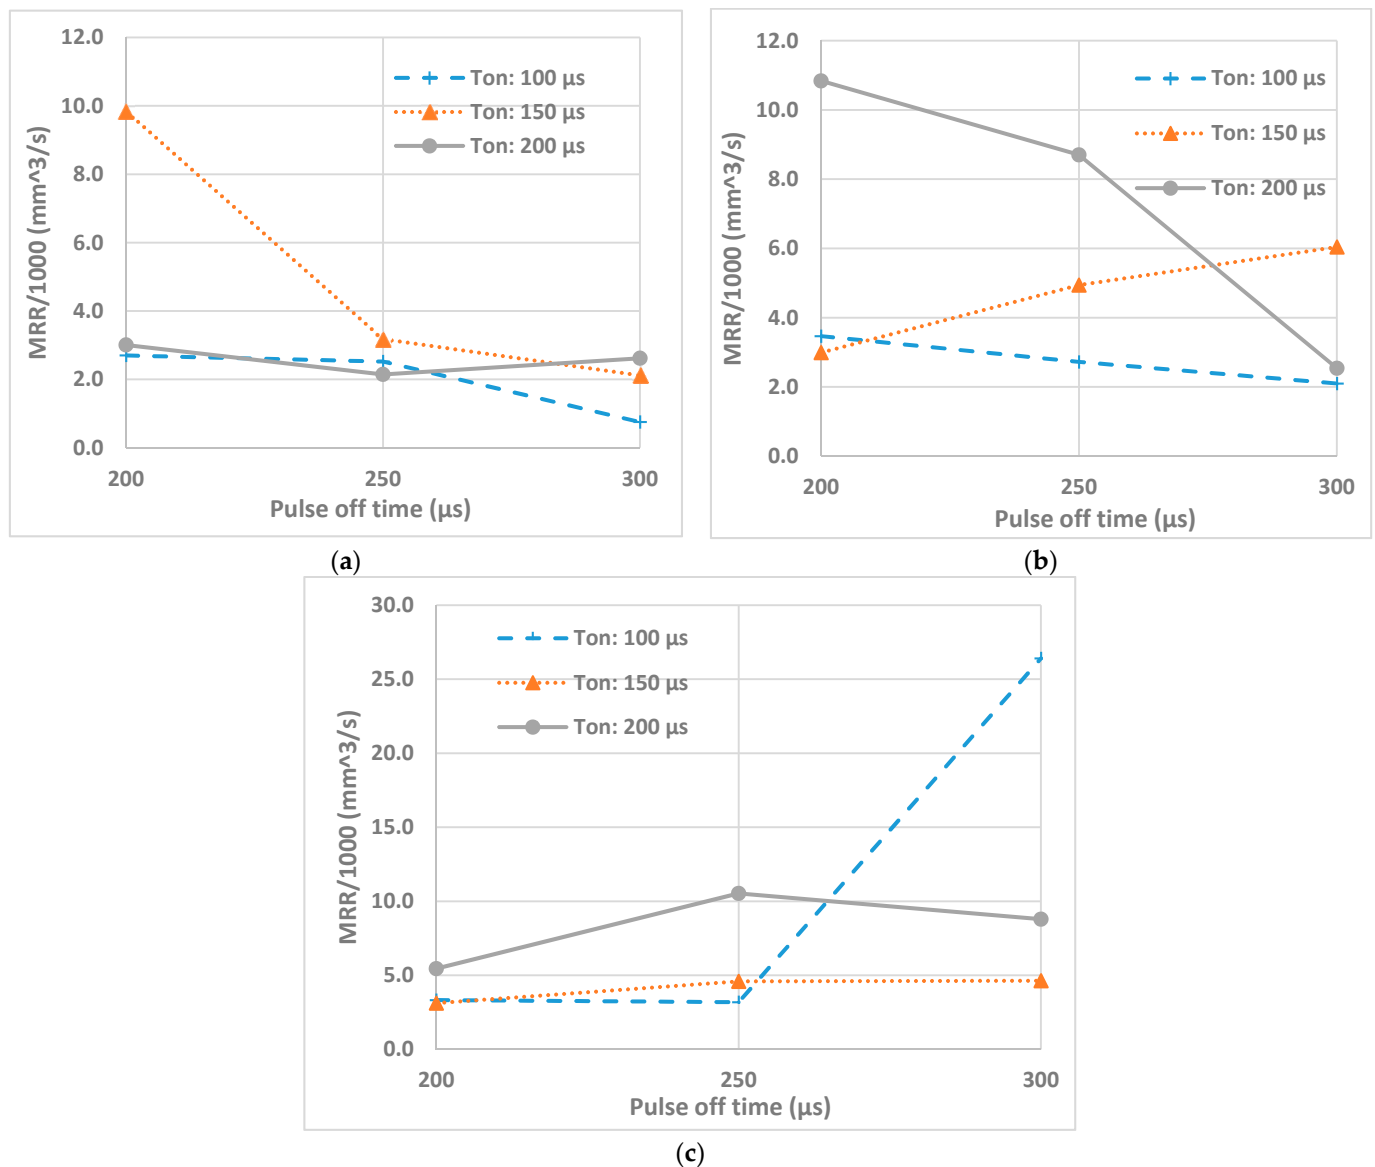 12.0
10.0
8.0
6.0
4.0
2.0
0.0
MRR/1000 (mm^3/s)
Ton: 100 µs
Ton: 150 µs
Ton: 200 µs
200
250
300
Pulse off time (µs)
(a)
12.0
10.0
8.0
6.0
4.0
2.0
0.0
MRR/1000 (mm^3/s)
Ton: 100 µs
Ton: 150 µs
Ton: 200 µs
200
250
300
Pulse off time (µs)
(b)
30.0
25.0
20.0
15.0
10.0
5.0
0.0
MRR/1000 (mm^3/s)
Ton: 100 µs
Ton: 150 µs
Ton: 200 µs
200
250
300
Pulse off time (µs)
(c)